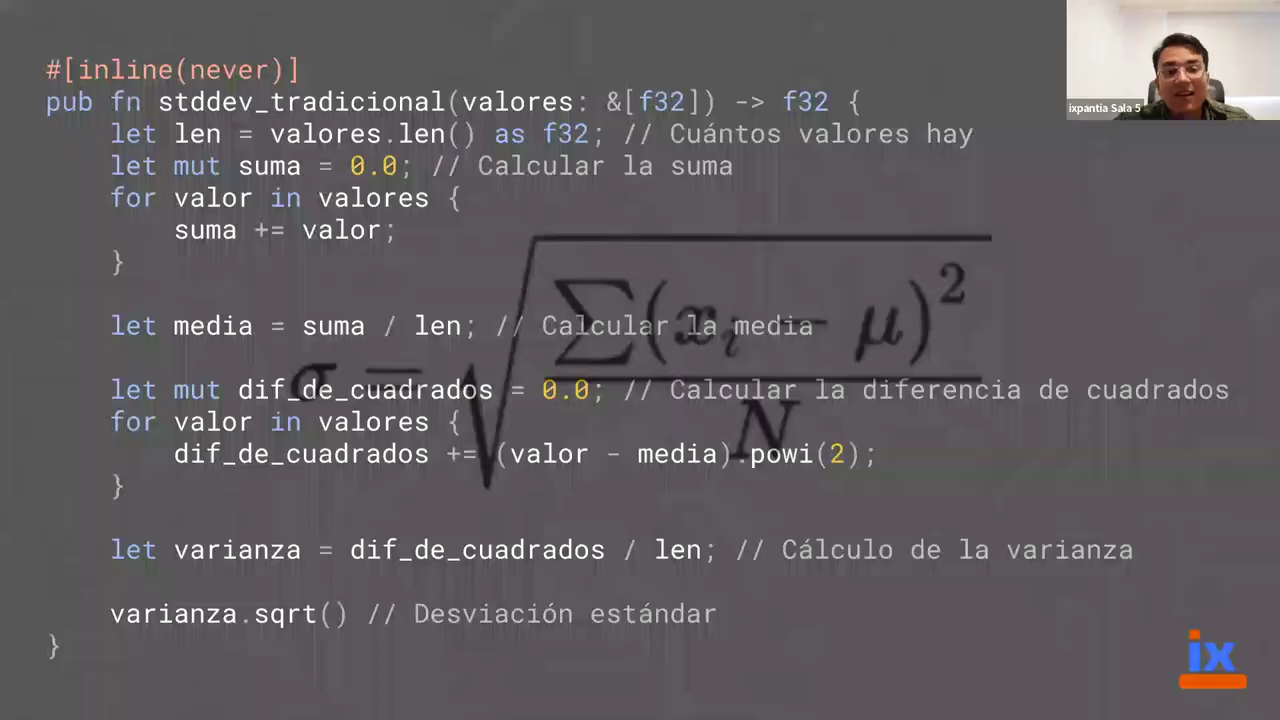 #[inline(never)]
pub fn stddev_tradicional(valores: &[f32]) -> f32 {
    let len = valores.len() as f32; // Cuántos valores hay
    let mut suma = 0.0; // Calcular la suma
    for valor in valores {
        suma += valor;
    }
    let media = suma / len; // Calcular la media
    let mut dif_de_cuadrados = 0.0; // Calcular la diferencia de cuadrados
    for valor in valores {
        dif_de_cuadrados += (valor - media).powi(2);
    }
    let varianza = dif_de_cuadrados / len; // Cálculo de la varianza
    varianza.sqrt() // Desviación estándar
}
σ = √(∑(xᵢ − μ)² / N)
ixpantia Sala 5
ix